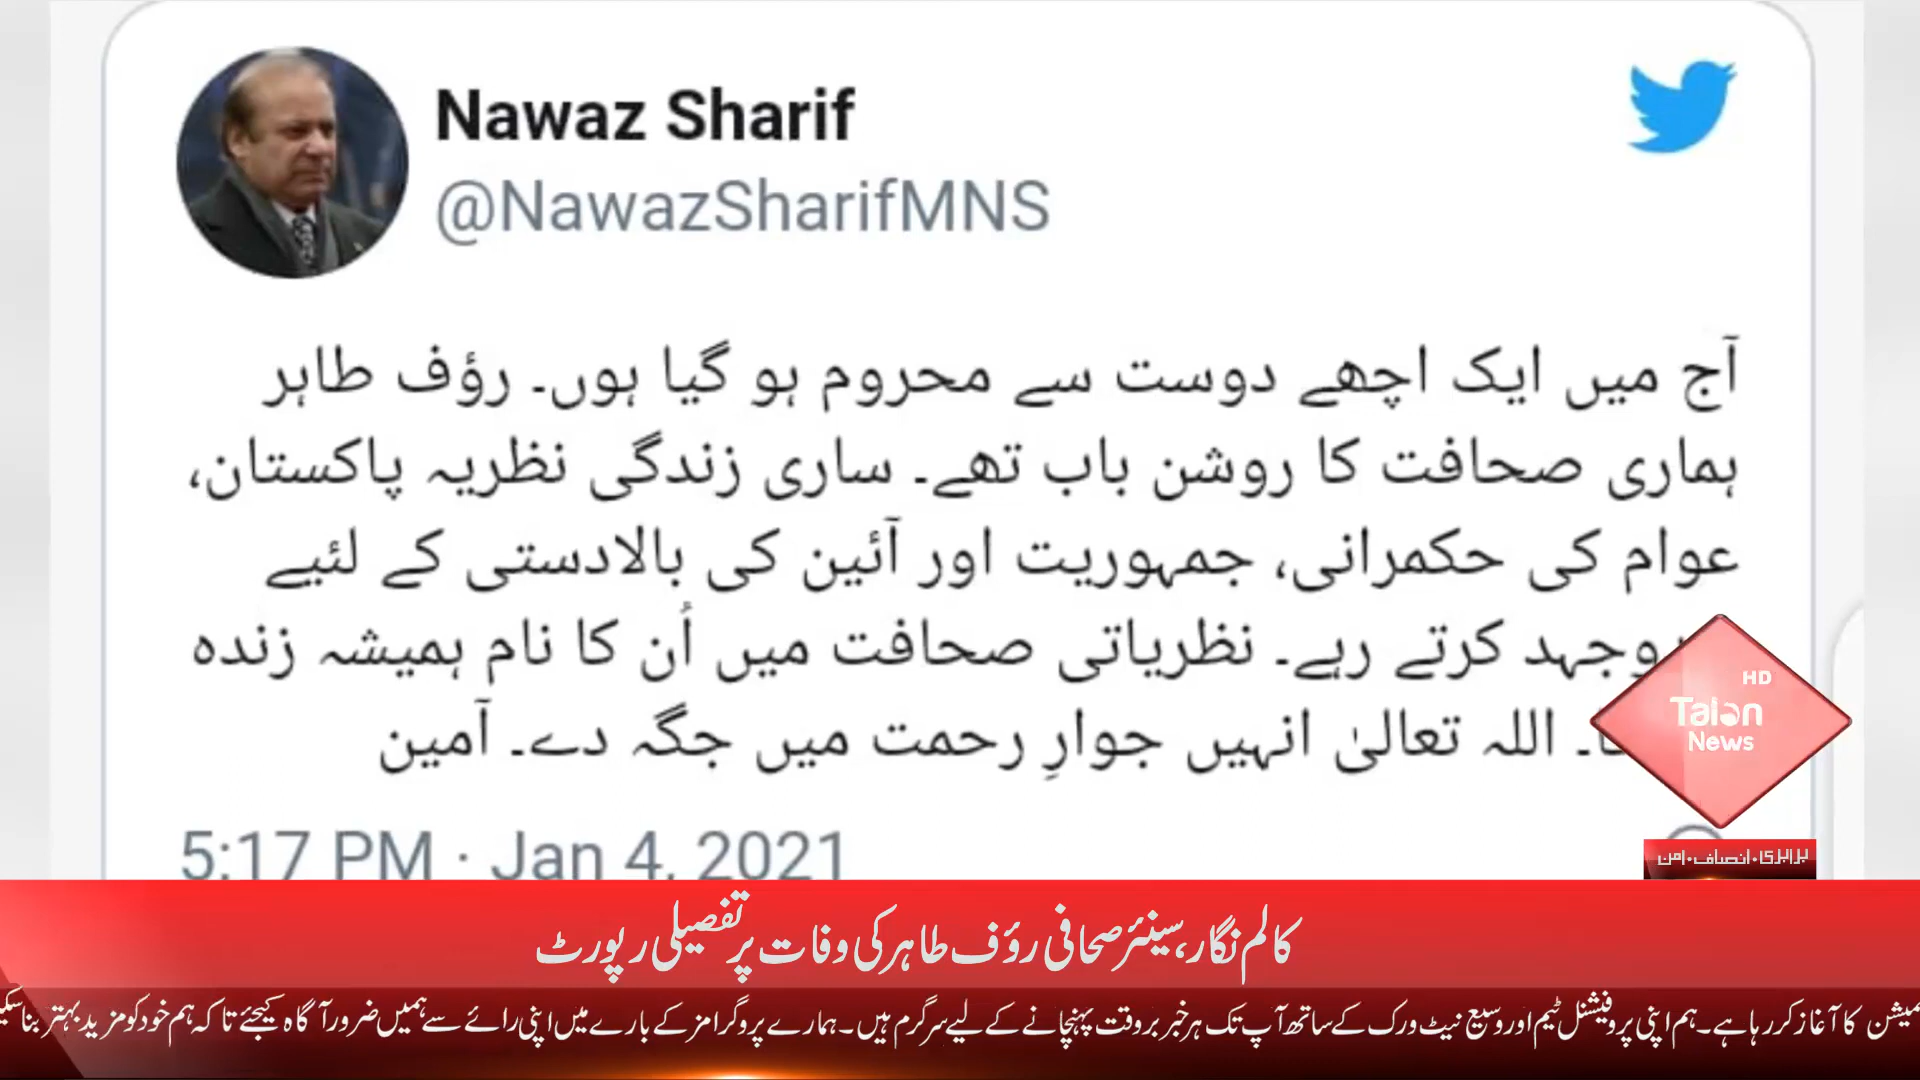 Nawaz Sharif
@NawazSharifMNS
آج میں ایک اچھے دوست سے محروم ہو گیا ہوں۔ رؤف طاہر
ہماری صحافت کا روشن باب تھے۔ ساری زندگی نظریہ پاکستان،
عوام کی حکمرانی، جمہوریت اور آئین کی بالادستی کے لئیے
وجہد کرتے رہے۔ نظریاتی صحافت میں اُن کا نام ہمیشہ زندہ
اللہ تعالیٰ انہیں جوارِ رحمت میں جگہ دے۔ آمین
5:17 PM · Jan 4, 2021
HD
Talon
News
برابری • انصاف • امن
کالم نگار، سینئر صحافی رؤف طاہر کی وفات پر تفصیلی رپورٹ
کا آغاز کر رہا ہے۔ ہم اپنی پروفیشنل ٹیم اور وسیع نیٹ ورک کے ساتھ آپ تک ہر خبر بروقت پہنچانے کے لیے سرگرم ہیں۔ ہمارے پروگرامز کے بارے میں اپنی رائے سے ہمیں ضرور آگاہ کیجئے تاکہ ہم خود کو مزید بہتر بنا